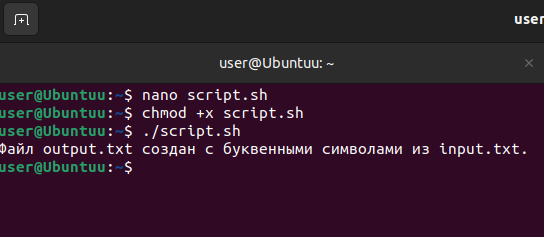 user
user@Ubuntuu: ~
user@Ubuntuu:~$ nano script.sh
user@Ubuntuu:~$ chmod +x script.sh
user@Ubuntuu:~$ ./script.sh
Файл output.txt создан с буквенными символами из input.txt.
user@Ubuntuu:~$